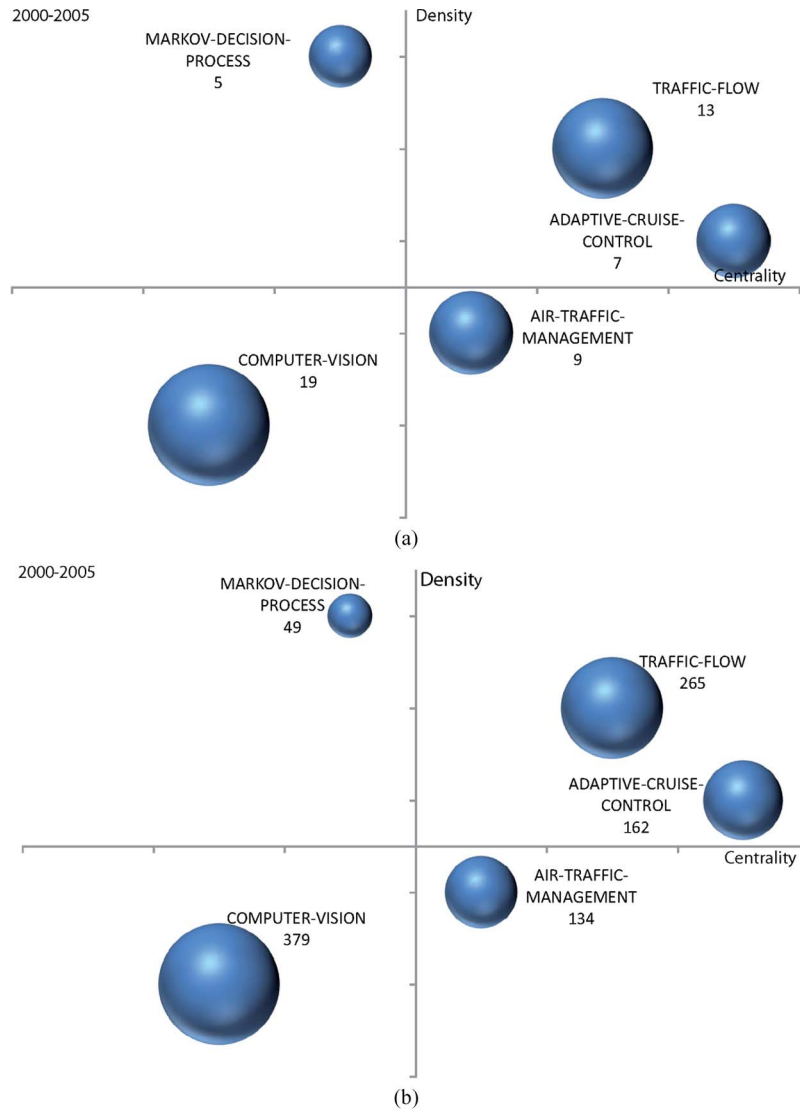 2000-2005
Density
MARKOV-DECISION-
PROCESS
5
TRAFFIC-FLOW
13
ADAPTIVE-CRUISE-
CONTROL
7
Centrality
AIR-TRAFFIC-
MANAGEMENT
9
COMPUTER-VISION
19
(a)
2000-2005
Density
MARKOV-DECISION-
PROCESS
49
TRAFFIC-FLOW
265
ADAPTIVE-CRUISE-
CONTROL
162
Centrality
AIR-TRAFFIC-
MANAGEMENT
134
COMPUTER-VISION
379
(b)